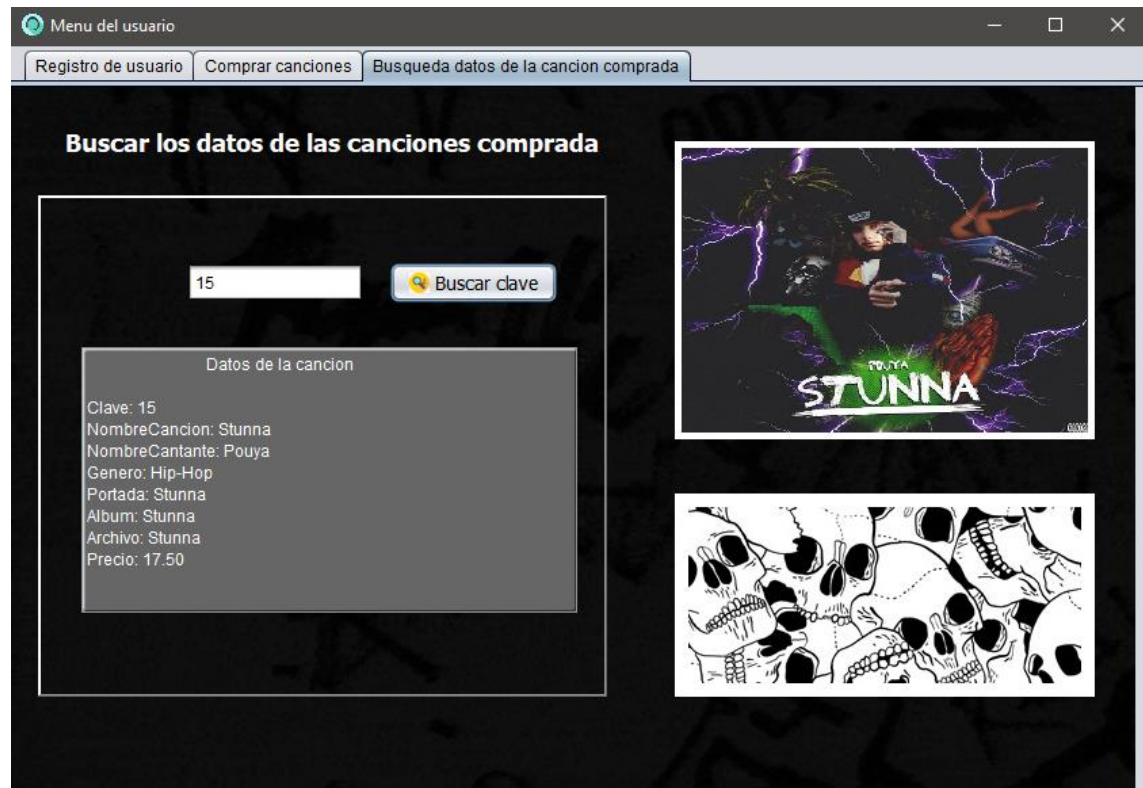 Menu del usuario
Registro de usuario
Comprar canciones
Busqueda datos de la cancion comprada
Buscar los datos de las canciones comprada
15
Buscar clave
Datos de la cancion
Clave: 15
NombreCancion: Stunna
NombreCantante: Pouya
Genero: Hip-Hop
Portada: Stunna
Album: Stunna
Archivo: Stunna
Precio: 17.50
POUYA
STUNNA